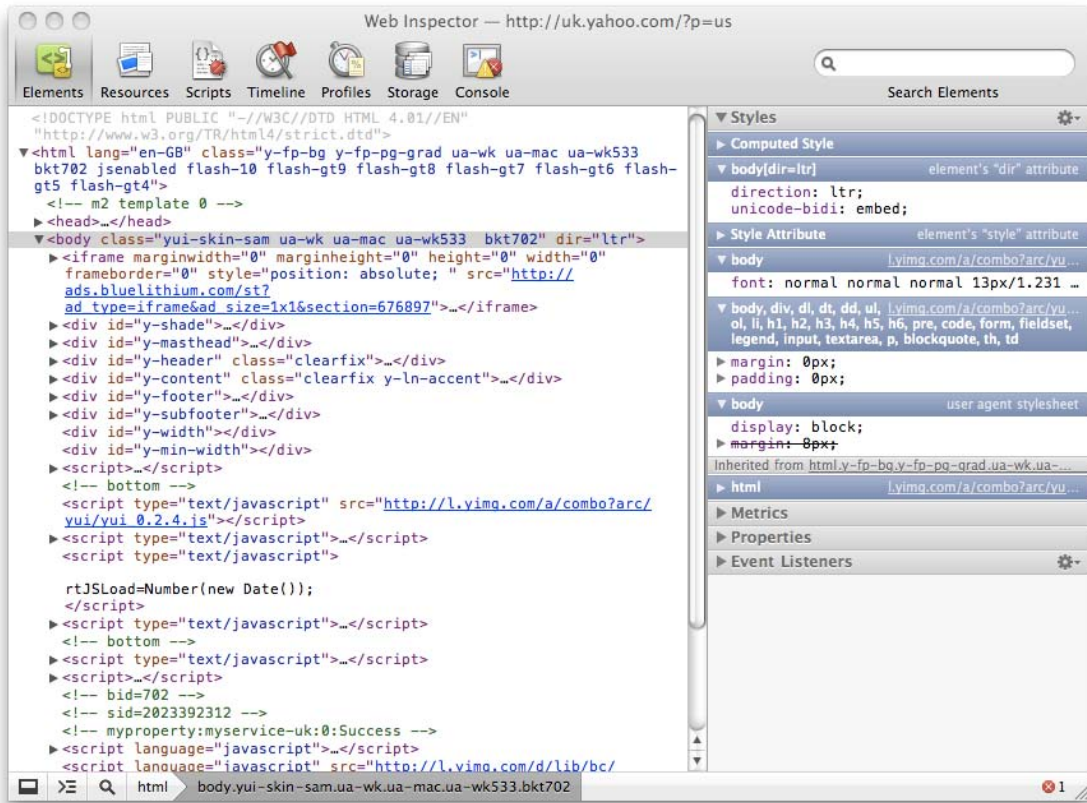 Web Inspector — http://uk.yahoo.com/?p=us
Elements Resources Scripts Timeline Profiles Storage Console
Search Elements
<!DOCTYPE html PUBLIC "-//W3C//DTD HTML 4.01//EN"
"http://www.w3.org/TR/html4/strict.dtd">
▼<html lang="en-GB" class="y-fp-bg y-fp-pg-grad ua-wk ua-mac ua-wk533
bkt702 jsenabled flash-10 flash-gt9 flash-gt8 flash-gt7 flash-gt6 flash-
gt5 flash-gt4">
<!-- m2 template 0 -->
▶<head>…</head>
▼<body class="yui-skin-sam ua-wk ua-mac ua-wk533  bkt702" dir="ltr">
▶<iframe marginwidth="0" marginheight="0" height="0" width="0"
frameborder="0" style="position: absolute; " src="http://
ads.bluelithium.com/st?
ad_type=iframe&ad_size=1x1&section=676897">…</iframe>
▶<div id="y-shade">…</div>
▶<div id="y-masthead">…</div>
▶<div id="y-header" class="clearfix">…</div>
▶<div id="y-content" class="clearfix y-ln-accent">…</div>
▶<div id="y-footer">…</div>
▶<div id="y-subfooter">…</div>
<div id="y-width"></div>
<div id="y-min-width"></div>
▶<script>…</script>
<!-- bottom -->
<script type="text/javascript" src="http://l.yimg.com/a/combo?arc/
yui/yui_0.2.4.js"></script>
▶<script type="text/javascript">…</script>
<script type="text/javascript">
rtJSLoad=Number(new Date());
</script>
▶<script type="text/javascript">…</script>
<!-- bottom -->
▶<script type="text/javascript">…</script>
▶<script>…</script>
<!-- bid=702 -->
<!-- sid=2023392312 -->
<!-- myproperty:myservice-uk:0:Success -->
▶<script language="javascript">…</script>
<script language="javascript" src="http://l.yimg.com/d/lib/bc/
▼ Styles
▶ Computed Style
▼ body[dir=ltr] element's "dir" attribute
direction: ltr;
unicode-bidi: embed;
▶ Style Attribute element's "style" attribute
▼ body l.yimg.com/a/combo?arc/yu...
font: normal normal normal 13px/1.231 …
▼ body, div, dl, dt, dd, ul, l.yimg.com/a/combo?arc/yu...
ol, li, h1, h2, h3, h4, h5, h6, pre, code, form, fieldset,
legend, input, textarea, p, blockquote, th, td
▶ margin: 0px;
▶ padding: 0px;
▼ body user agent stylesheet
display: block;
▶ margin: 8px;
Inherited from html.y-fp-bg.y-fp-pg-grad.ua-wk.ua-...
▶ html l.yimg.com/a/combo?arc/yu...
▶ Metrics
▶ Properties
▶ Event Listeners
html body.yui-skin-sam.ua-wk.ua-mac.ua-wk533.bkt702
1